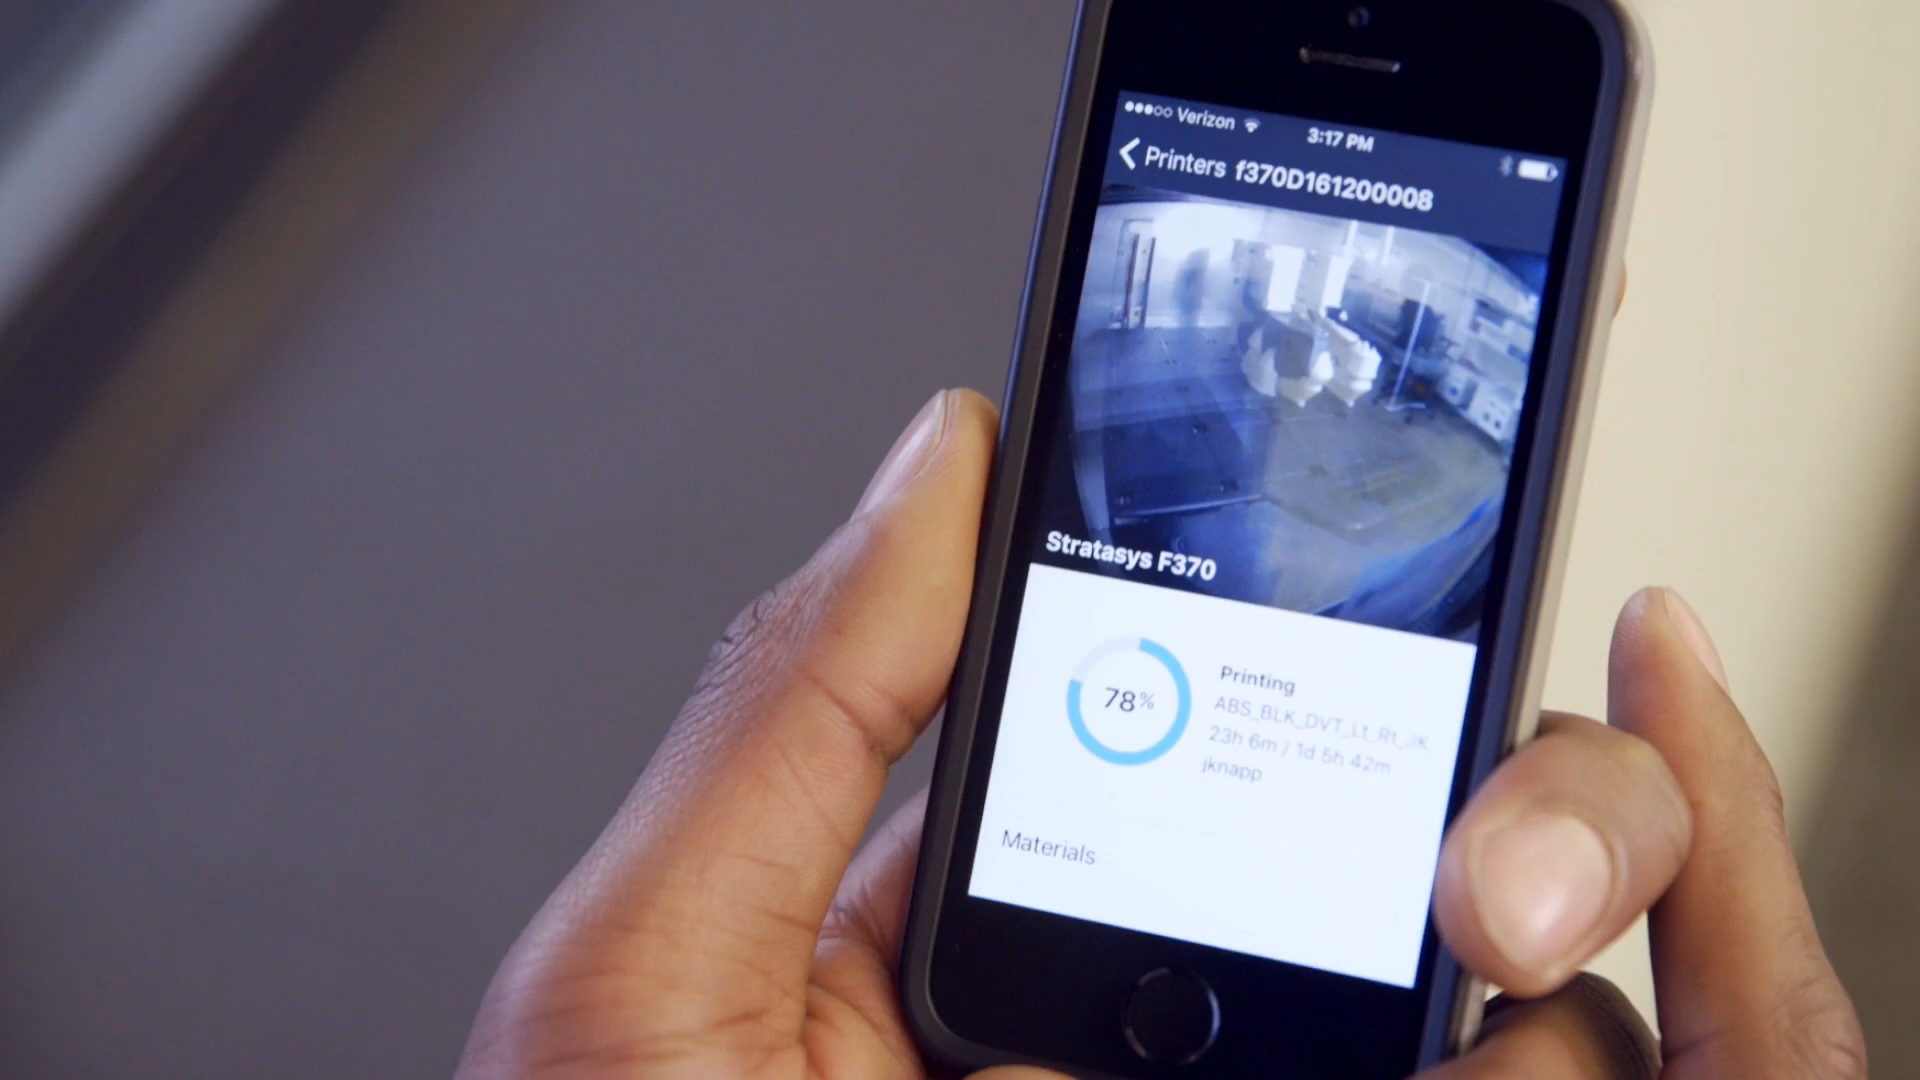 Verizon 3:17 PM
Printers f370D161200008
Stratasys F370
78%
Printing
ABS_BLK_DVT_Lt_Rt_JK
23h 6m / 1d 5h 42m
jknapp
Materials